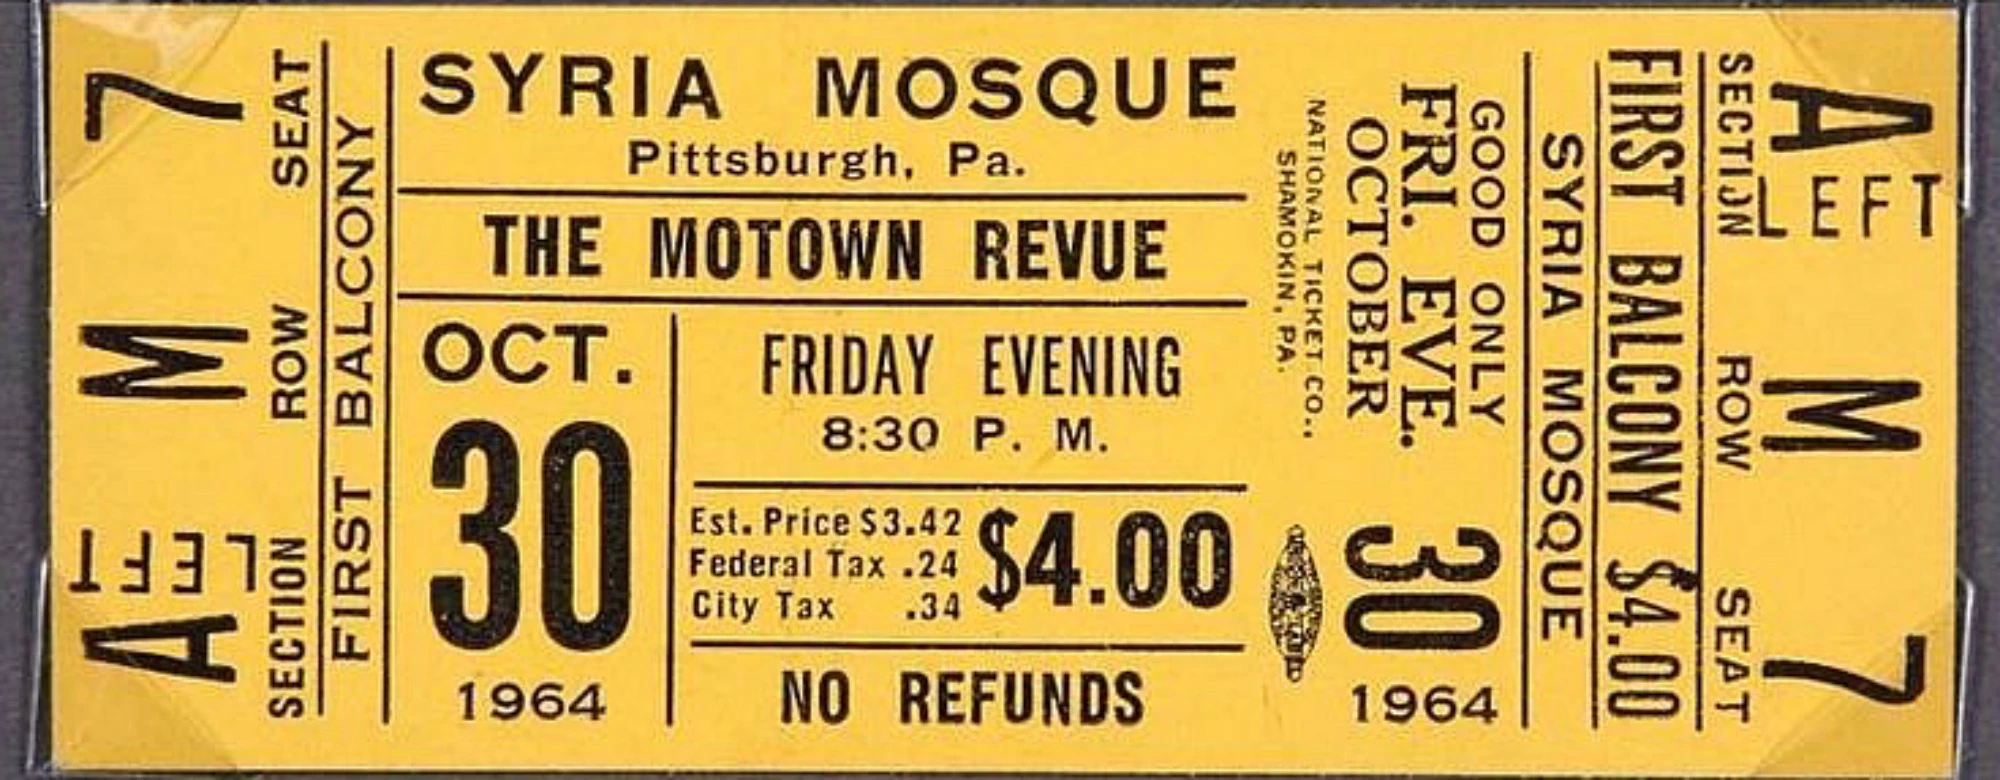 7
SEAT
M
ROW
LEFT
A
SECTION
FIRST BALCONY
SYRIA MOSQUE
Pittsburgh, Pa.
THE MOTOWN REVUE
OCT.
30
1964
FRIDAY EVENING
8:30 P. M.
Est. Price $3.42
Federal Tax .24
City Tax .34
$4.00
NO REFUNDS
GOOD ONLY
FRI. EVE.
OCTOBER
30
1964
NATIONAL TICKET CO.,
SHAMOKIN, PA.
SYRIA MOSQUE
FIRST BALCONY $4.00
SECTION
A
LEFT
ROW
M
SEAT
7